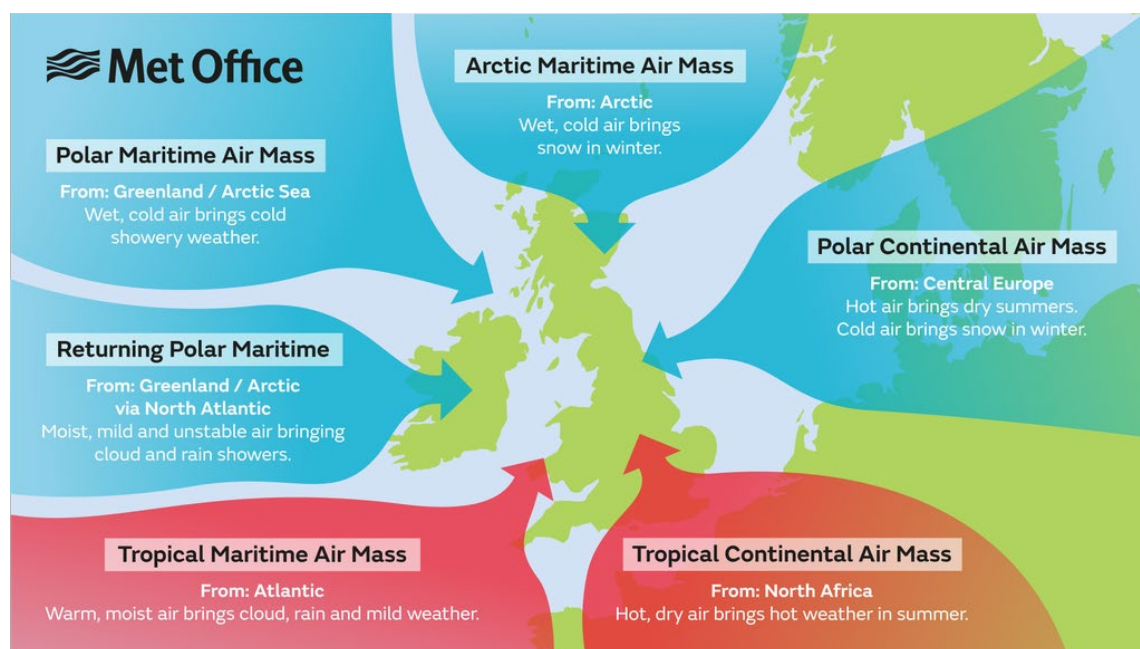 Met Office
Arctic Maritime Air Mass
From: Arctic
Wet, cold air brings
snow in winter.
Polar Maritime Air Mass
From: Greenland / Arctic Sea
Wet, cold air brings cold
showery weather.
Polar Continental Air Mass
From: Central Europe
Hot air brings dry summers.
Cold air brings snow in winter.
Returning Polar Maritime
From: Greenland / Arctic
via North Atlantic
Moist, mild and unstable air bringing
cloud and rain showers.
Tropical Maritime Air Mass
From: Atlantic
Warm, moist air brings cloud, rain and mild weather.
Tropical Continental Air Mass
From: North Africa
Hot, dry air brings hot weather in summer.